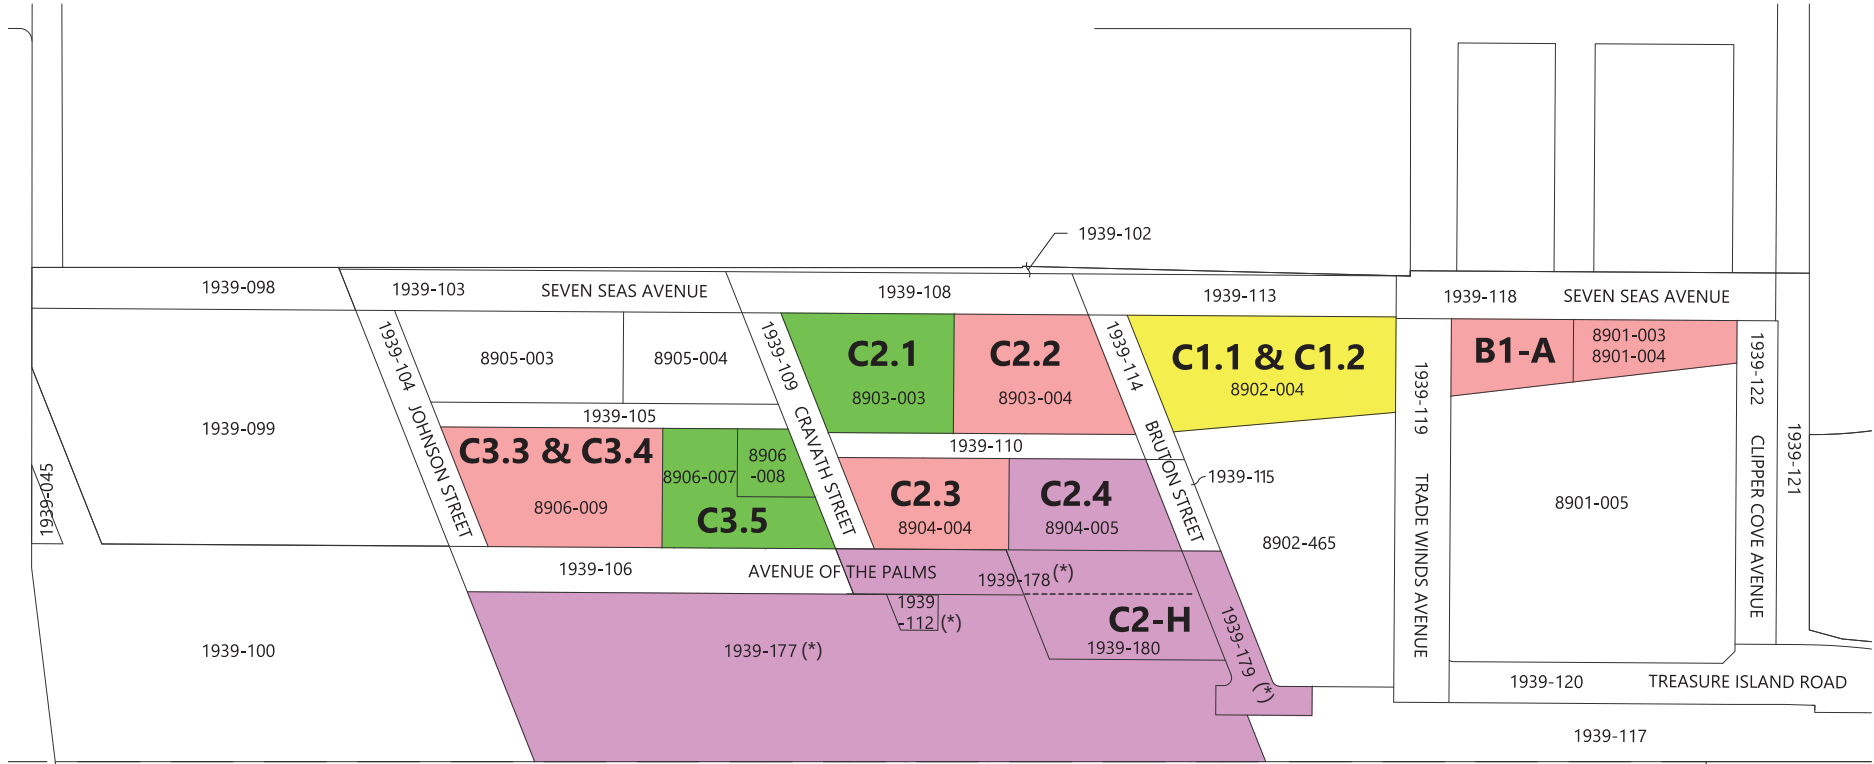 1939-102
1939-098
1939-103
SEVEN SEAS AVENUE
1939-108
1939-113
1939-118
SEVEN SEAS AVENUE
1939-104 JOHNSON STREET
8905-003
8905-004
1939-109 CRAVATH STREET
C2.1
8903-003
C2.2
8903-004
1939-114 BRUTON STREET
C1.1 & C1.2
8902-004
1939-119 TRADE WINDS AVENUE
B1-A
8901-003
8901-004
1939-122 CLIPPER COVE AVENUE
1939-121
1939-099
1939-105
1939-110
1939-045
C3.3 & C3.4
8906-009
8906-007
8906
-008
C3.5
C2.3
8904-004
C2.4
8904-005
1939-115
8902-465
8901-005
1939-106
AVENUE OF THE PALMS
1939-178 (*)
1939
-112 (*)
C2-H
1939-180
1939-179 (*)
1939-100
1939-177 (*)
1939-120
TREASURE ISLAND ROAD
1939-117